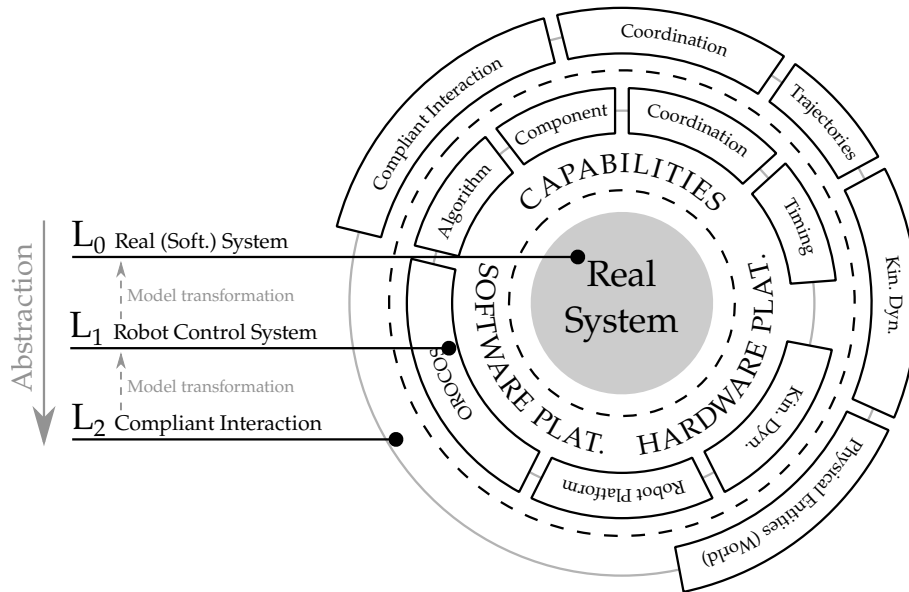 Coordination
Compliant Interaction
Trajectories
Component
Coordination
Algorithm
CAPABILITIES
Timing
Kin. Dyn.
L0 Real (Soft.) System
Model transformation
L1 Robot Control System
Model transformation
L2 Compliant Interaction
Abstraction
Real
System
SOFTWARE PLAT.
HARDWARE PLAT.
OROCOS
Kin. Dyn.
Robot Platform
Physical Entities (World)